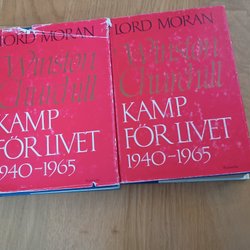 LORD MORAN
Winston
Churchill
KAMP
FÖR LIVET
1940-1965
LORD MORAN
Winston
Churchill
KAMP
FÖR LIVET
1940-1965